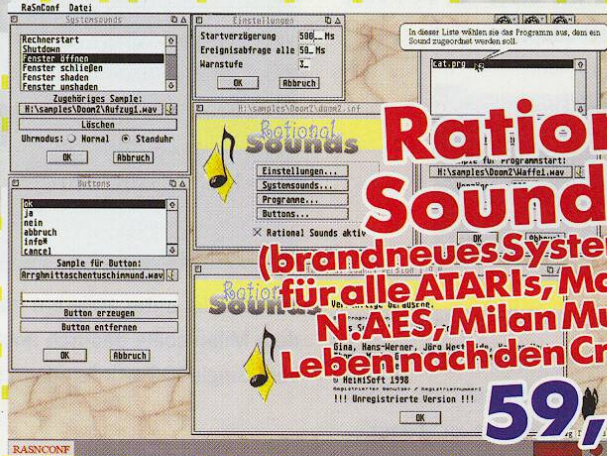 RaSnConf Datei
Systemsounds
Rechnerstart
Shutdown
Fenster öffnen
Fenster schließen
Fenster shaden
Fenster unshaden
Zugehöriges Sample:
H:\samples\Doom2\Aufzug1.wav
Löschen
Uhrmodus: Normal Standuhr
OK Abbruch
Buttons
ok
ja
nein
abbruch
info*
cancel
Sample für Button:
Arrghmittaschentuschinmund.wav
Button erzeugen
Button entfernen
OK Abbruch
RASNCONF
Einstellungen
Startverzögerung 500 Ms
Ereignisabfrage alle 50 Ms
Warnstufe 3
OK Abbruch
H:\samples\Doom2\doom2.inf
Rational
Sounds
Einstellungen...
Systemsounds...
Programme...
Buttons...
Rational Sounds aktiv
In dieser Liste wählen sie das Programm aus, dem ein
Sound zugeordnet werden soll.
cat.prg
für Programmstart:
H:\samples\Doom2\Waffe1.wav
Sounds
Gina, Hans-Werner,
© HeiniSoft 1998
!!! Unregistrierte Version !!!
OK
Ration
Sound
(brandneues Syste
für alle ATARIs, Ma
N-AES, Milan Mu
Leben nach den Cr
59,